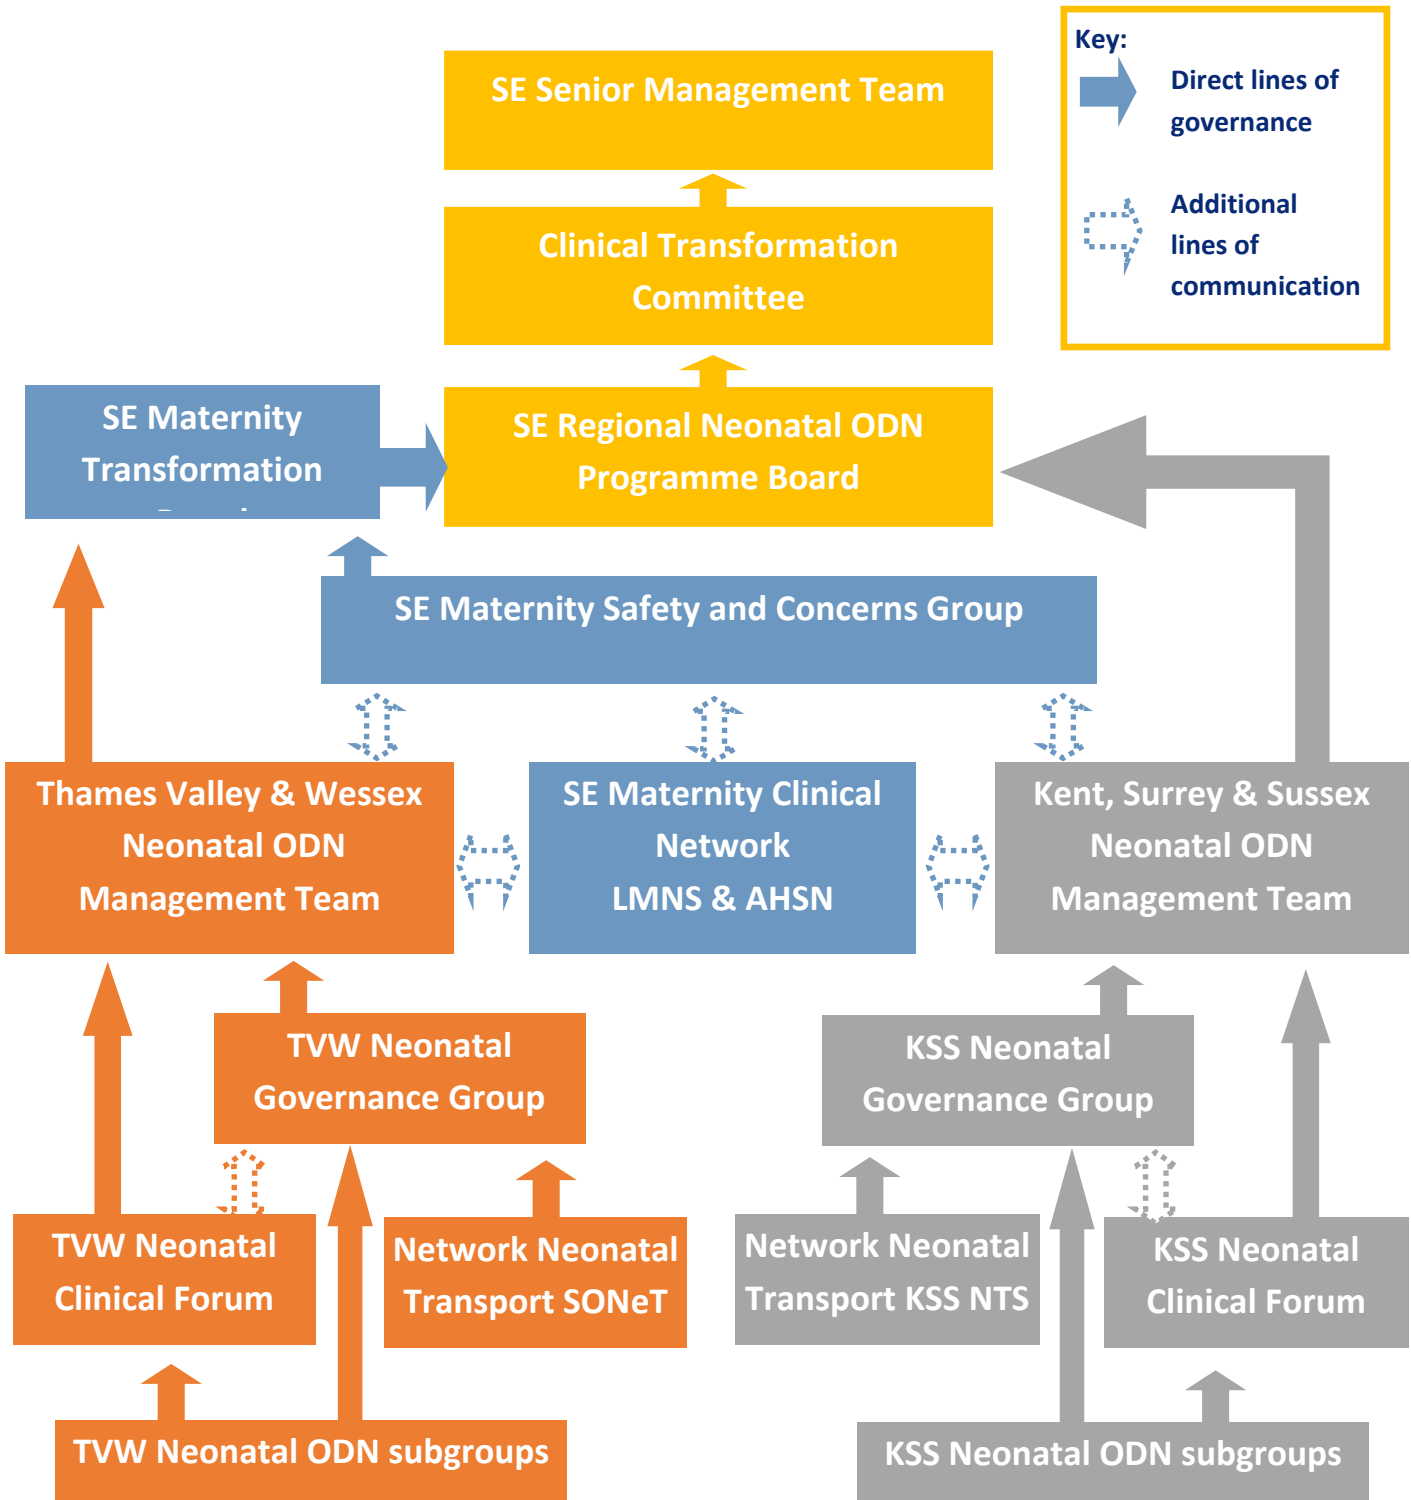 Key:
Direct lines of
governance
Additional
lines of
communication
SE Senior Management Team
Clinical Transformation
Committee
SE Maternity
Transformation
SE Regional Neonatal ODN
Programme Board
SE Maternity Safety and Concerns Group
Thames Valley & Wessex
Neonatal ODN
Management Team
SE Maternity Clinical
Network
LMNS & AHSN
Kent, Surrey & Sussex
Neonatal ODN
Management Team
TVW Neonatal
Governance Group
KSS Neonatal
Governance Group
TVW Neonatal
Clinical Forum
Network Neonatal
Transport SONeT
Network Neonatal
Transport KSS NTS
KSS Neonatal
Clinical Forum
TVW Neonatal ODN subgroups
KSS Neonatal ODN subgroups